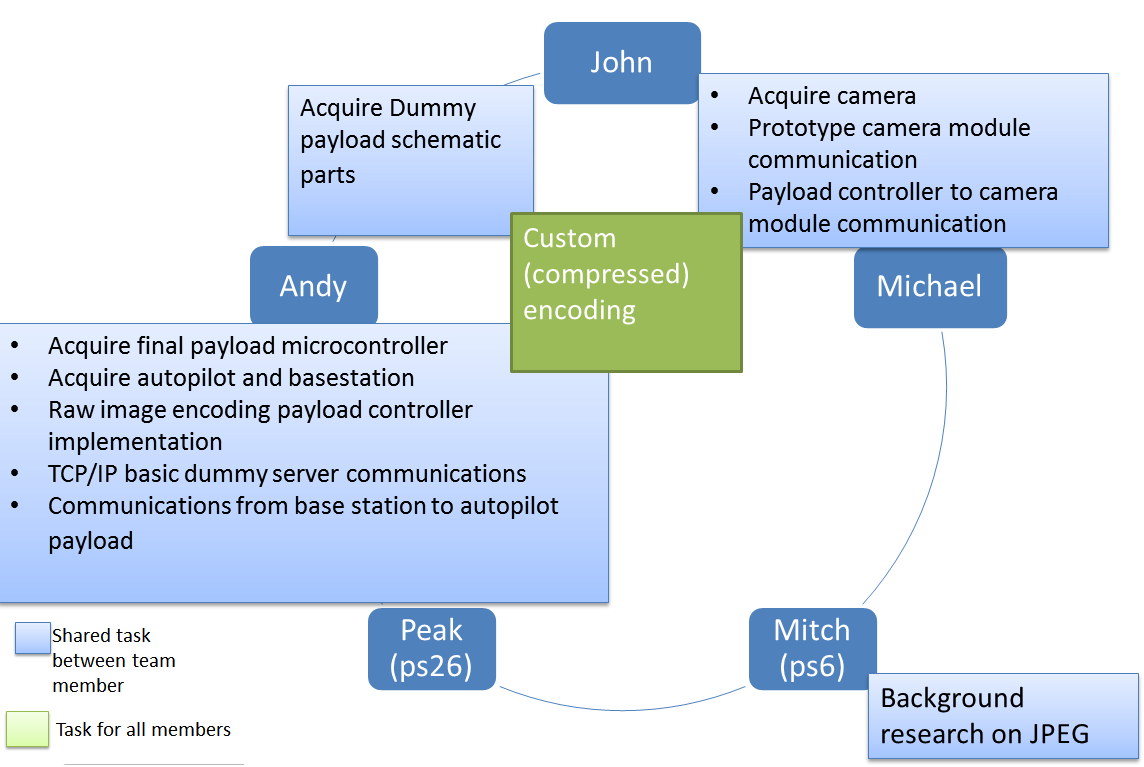 John
Acquire Dummy
payload schematic
parts
• Acquire camera
• Prototype camera module
communication
• Payload controller to camera
module communication
Custom
(compressed)
encoding
Andy
Michael
• Acquire final payload microcontroller
• Acquire autopilot and basestation
• Raw image encoding payload controller
implementation
• TCP/IP basic dummy server communications
• Communications from base station to autopilot
payload
Peak
(ps26)
Mitch
(ps6)
Shared task
between team
member
Background
research on JPEG
Task for all members